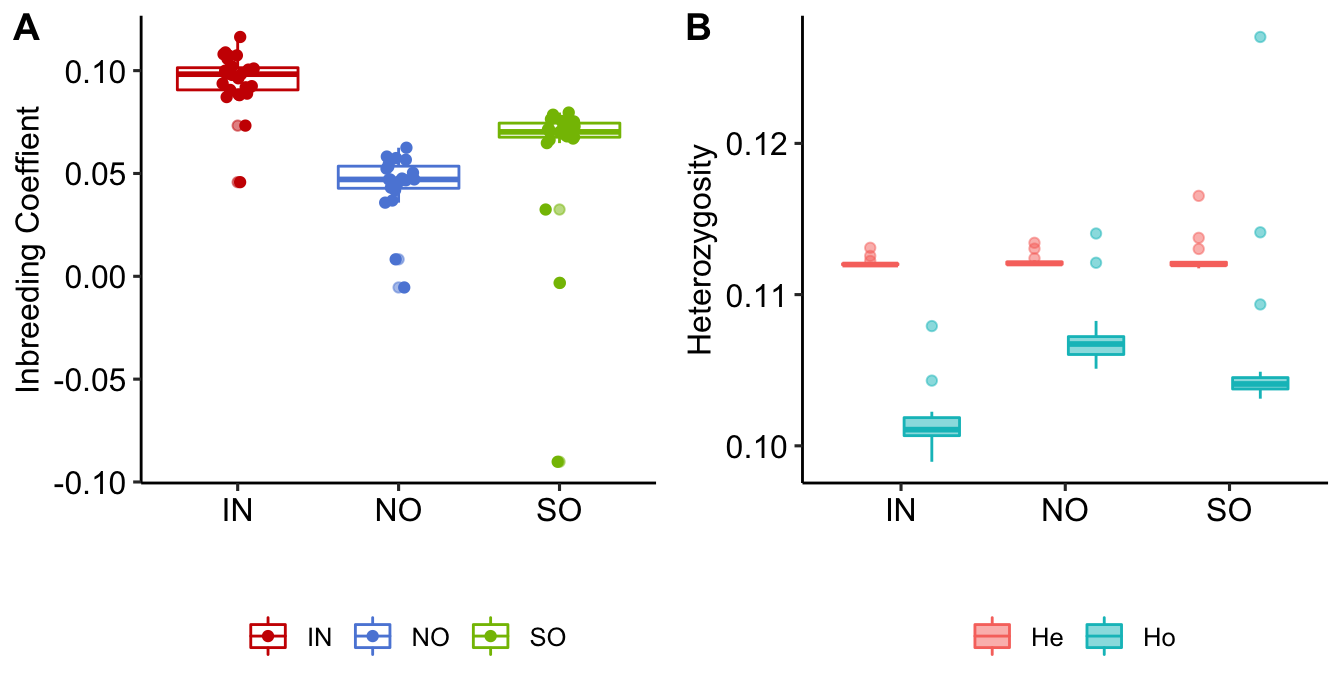 A
Inbreeding Coeffient
0.10
0.05
0.00
-0.05
-0.10
IN NO SO
IN NO SO
B
Heterozygosity
0.12
0.11
0.10
IN NO SO
He Ho